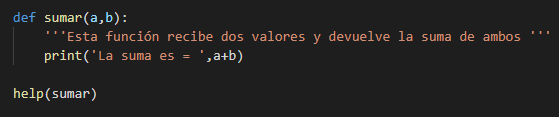 def sumar(a,b):
    '''Esta función recibe dos valores y devuelve la suma de ambos '''
    print('La suma es = ',a+b)
help(sumar)